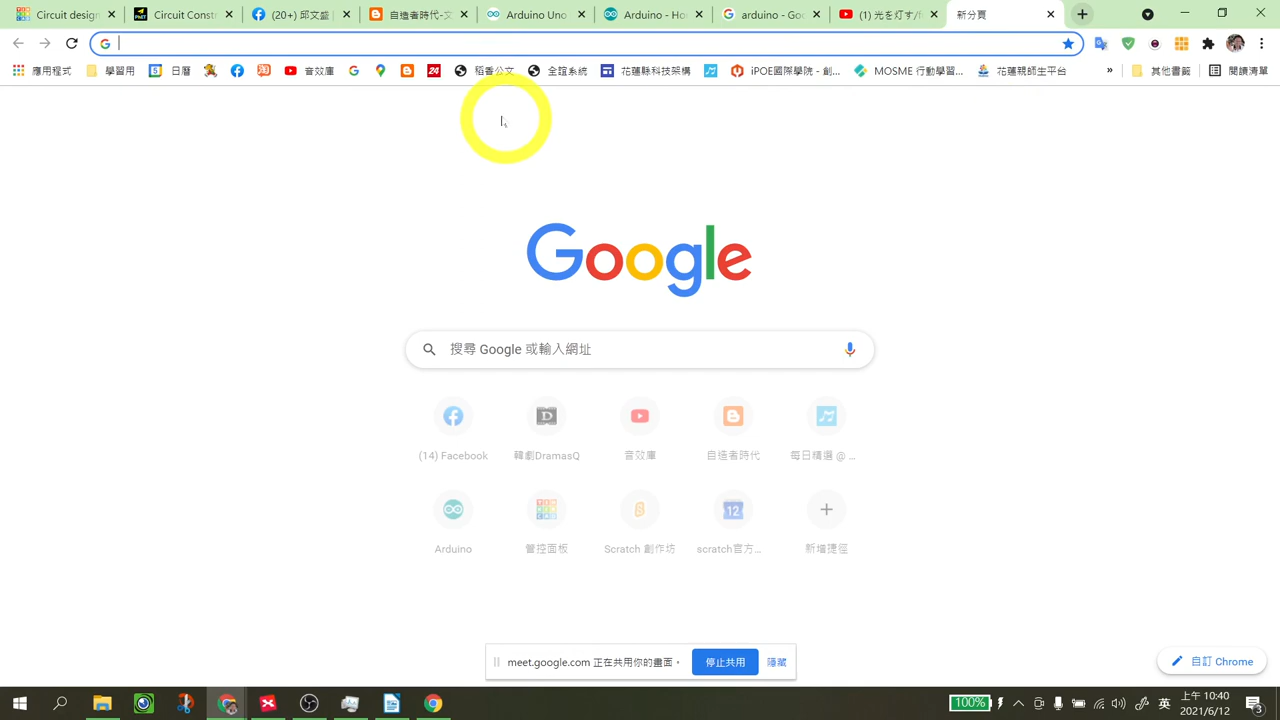 Circuit design
Circuit Constr
(20+) 邱文盛
自造者時代-文
Arduino Uno
Arduino - Ho
arduino - Goo
(1) 光を灯す/f
新分頁
應用程式
學習用
日曆
音效庫
稻香公文
全誼系統
花蓮縣科技架構
iPOE國際學院 - 創...
MOSME 行動學習...
花蓮親師生平台
»
其他書籤
閱讀清單
Google
搜尋 Google 或輸入網址
(14) Facebook
韓劇DramasQ
音效庫
自造者時代
每日精選 @ ...
Arduino
管控面板
Scratch 創作坊
scratch官方...
新增捷徑
meet.google.com 正在共用你的畫面。
停止共用
隱藏
自訂 Chrome
100%
英
上午 10:40
2021/6/12